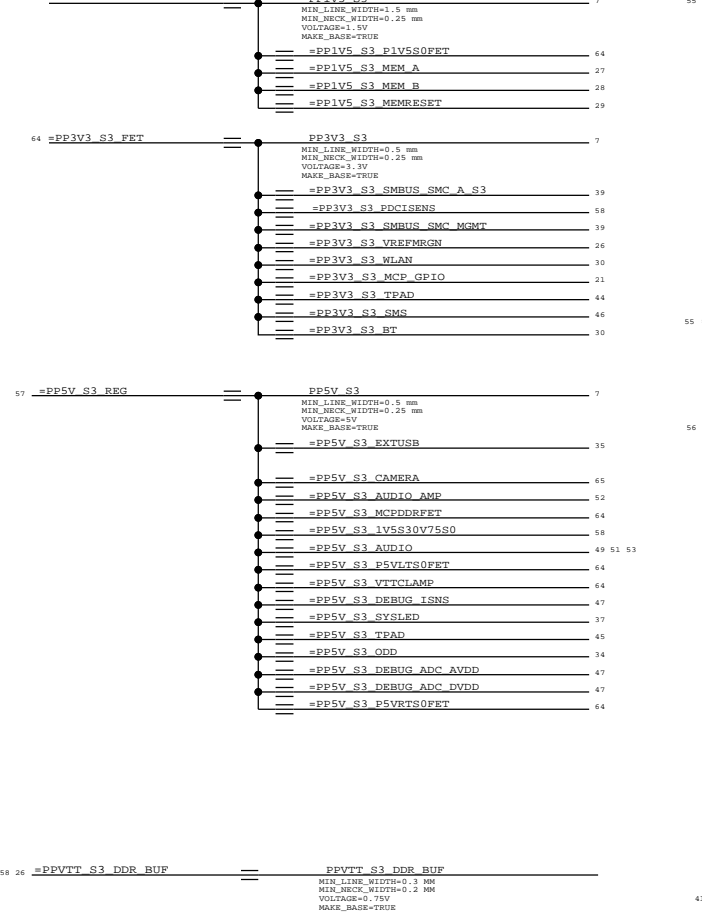 7
55
MIN_LINE_WIDTH=1.5 mm
MIN_NECK_WIDTH=0.25 mm
VOLTAGE=1.5V
MAKE_BASE=TRUE
=PP1V5_S3_P1V5S0FET 64
=PP1V5_S3_MEM_A 27
=PP1V5_S3_MEM_B 28
=PP1V5_S3_MEMRESET 29
64 =PP3V3_S3_FET PP3V3_S3 7
MIN_LINE_WIDTH=0.5 mm
MIN_NECK_WIDTH=0.25 mm
VOLTAGE=3.3V
MAKE_BASE=TRUE
=PP3V3_S3_SMBUS_SMC_A_S3 39
=PP3V3_S3_PDCISENS 58
=PP3V3_S3_SMBUS_SMC_MGMT 39
=PP3V3_S3_VREFMRGN 26
=PP3V3_S3_WLAN 30
=PP3V3_S3_MCP_GPIO 21
=PP3V3_S3_TPAD 44
=PP3V3_S3_SMS 46
55
=PP3V3_S3_BT 30
57 =PP5V_S3_REG PP5V_S3 7
MIN_LINE_WIDTH=0.5 mm
MIN_NECK_WIDTH=0.25 mm
VOLTAGE=5V
MAKE_BASE=TRUE 56
=PP5V_S3_EXTUSB 35
=PP5V_S3_CAMERA 65
=PP5V_S3_AUDIO_AMP 52
=PP5V_S3_MCPDDRFET 64
=PP5V_S3_1V5S30V75S0 58
=PP5V_S3_AUDIO 49 51 53
=PP5V_S3_P5VLTS0FET 64
=PP5V_S3_VTTCLAMP 64
=PP5V_S3_DEBUG_ISNS 47
=PP5V_S3_SYSLED 37
=PP5V_S3_TPAD 45
=PP5V_S3_ODD 34
=PP5V_S3_DEBUG_ADC_AVDD 47
=PP5V_S3_DEBUG_ADC_DVDD 47
=PP5V_S3_P5VRTS0FET 64
58 26 =PPVTT_S3_DDR_BUF PPVTT_S3_DDR_BUF
MIN_LINE_WIDTH=0.3 MM
MIN_NECK_WIDTH=0.2 MM
VOLTAGE=0.75V
MAKE_BASE=TRUE